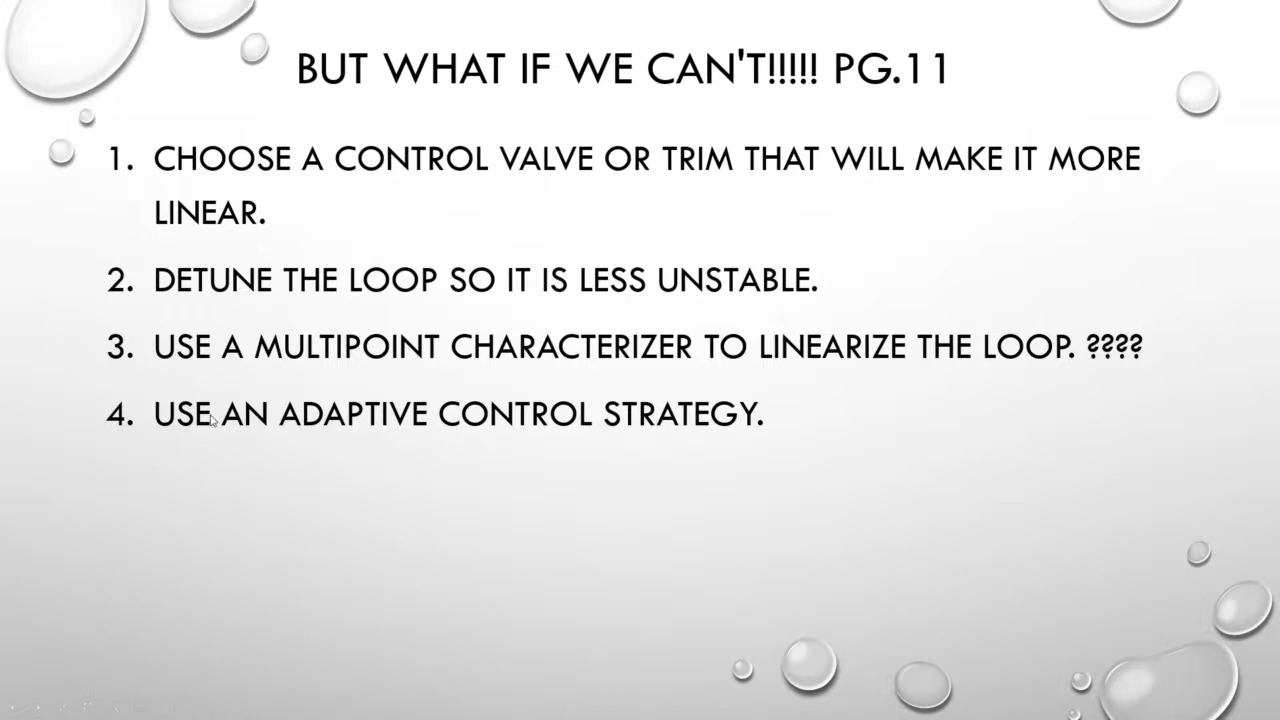 BUT WHAT IF WE CAN'T!!!!! PG.11
1. CHOOSE A CONTROL VALVE OR TRIM THAT WILL MAKE IT MORE
LINEAR.
2. DETUNE THE LOOP SO IT IS LESS UNSTABLE.
3. USE A MULTIPOINT CHARACTERIZER TO LINEARIZE THE LOOP. ????
4. USE AN ADAPTIVE CONTROL STRATEGY.